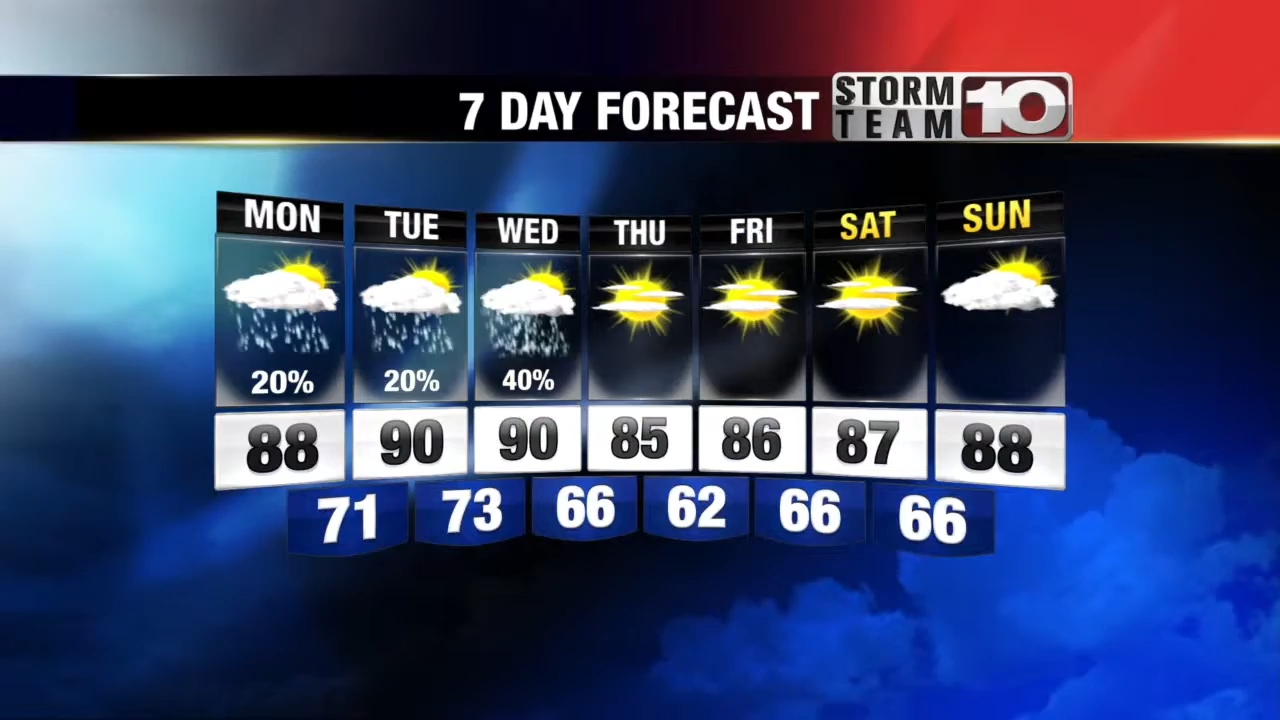 7 DAY FORECAST
STORM
TEAM
10
MON TUE WED THU FRI SAT SUN
20% 20% 40%
88 90 90 85 86 87 88
71 73 66 62 66 66